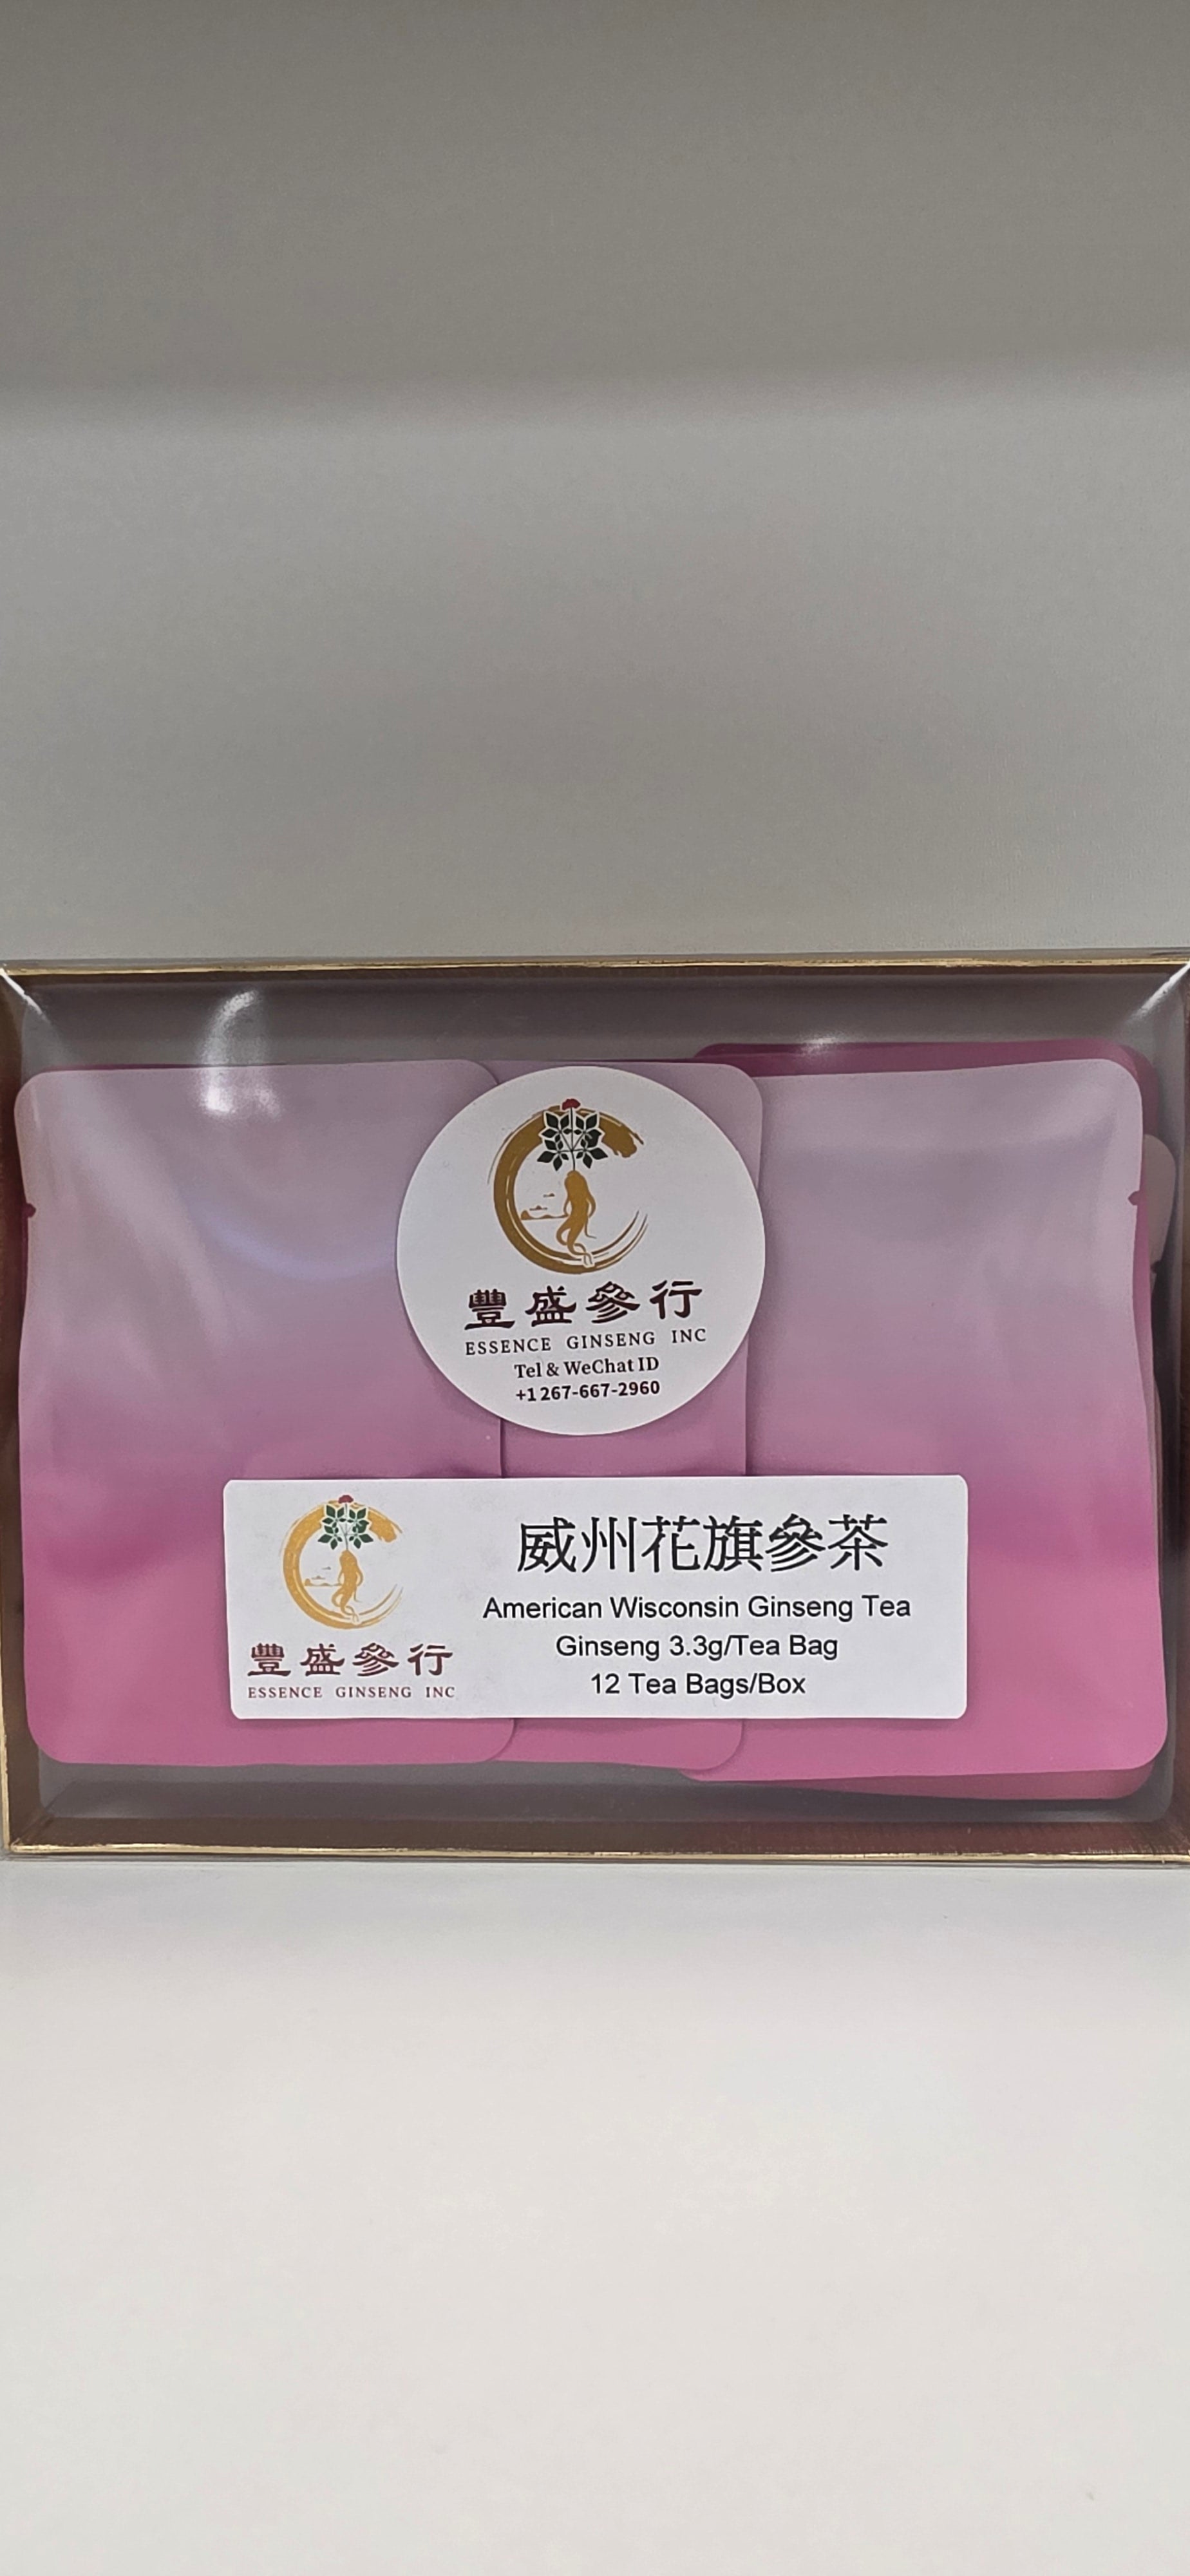 豐盛參行
ESSENCE GINSENG INC
Tel & WeChat ID
+1 267-667-2960
豐盛參行
ESSENCE GINSENG INC
威州花旗參茶
American Wisconsin Ginseng Tea
Ginseng 3.3g/Tea Bag
12 Tea Bags/Box